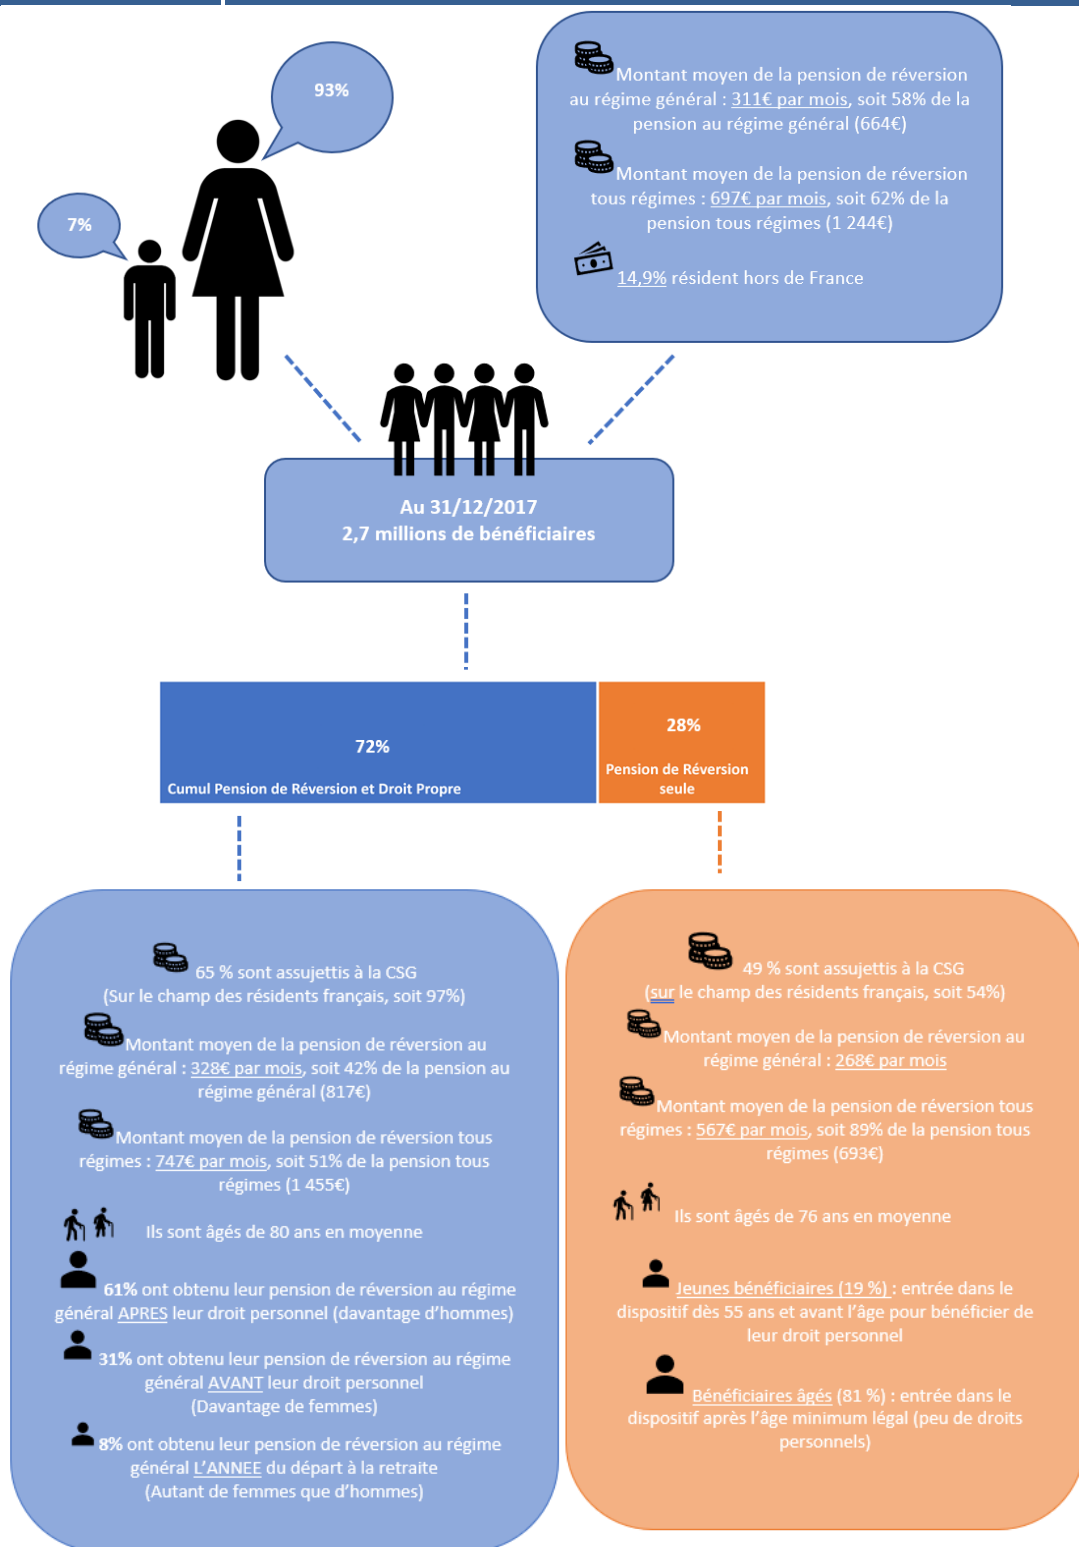 93%
7%
Montant moyen de la pension de réversion
au régime général : 311€ par mois, soit 58% de la
pension au régime général (664€)
Montant moyen de la pension de réversion
tous régimes : 697€ par mois, soit 62% de la
pension tous régimes (1 244€)
14,9% résident hors de France
Au 31/12/2017
2,7 millions de bénéficiaires
72%
Cumul Pension de Réversion et Droit Propre
28%
Pension de Réversion
seule
65 % sont assujettis à la CSG
(Sur le champ des résidents français, soit 97%)
Montant moyen de la pension de réversion au
régime général : 328€ par mois, soit 42% de la pension au
régime général (817€)
Montant moyen de la pension de réversion tous
régimes : 747€ par mois, soit 51% de la pension tous
régimes (1 455€)
Ils sont âgés de 80 ans en moyenne
61% ont obtenu leur pension de réversion au régime
général APRES leur droit personnel (davantage d'hommes)
31% ont obtenu leur pension de réversion au régime
général AVANT leur droit personnel
(Davantage de femmes)
8% ont obtenu leur pension de réversion au régime
général L'ANNEE du départ à la retraite
(Autant de femmes que d'hommes)
49 % sont assujettis à la CSG
(sur le champ des résidents français, soit 54%)
Montant moyen de la pension de réversion au
régime général : 268€ par mois
Montant moyen de la pension de réversion tous
régimes : 567€ par mois, soit 89% de la pension tous
régimes (693€)
Ils sont âgés de 76 ans en moyenne
Jeunes bénéficiaires (19 %) : entrée dans le
dispositif dès 55 ans et avant l'âge pour bénéficier de
leur droit personnel
Bénéficiaires âgés (81 %) : entrée dans le
dispositif après l'âge minimum légal (peu de droits
personnels)